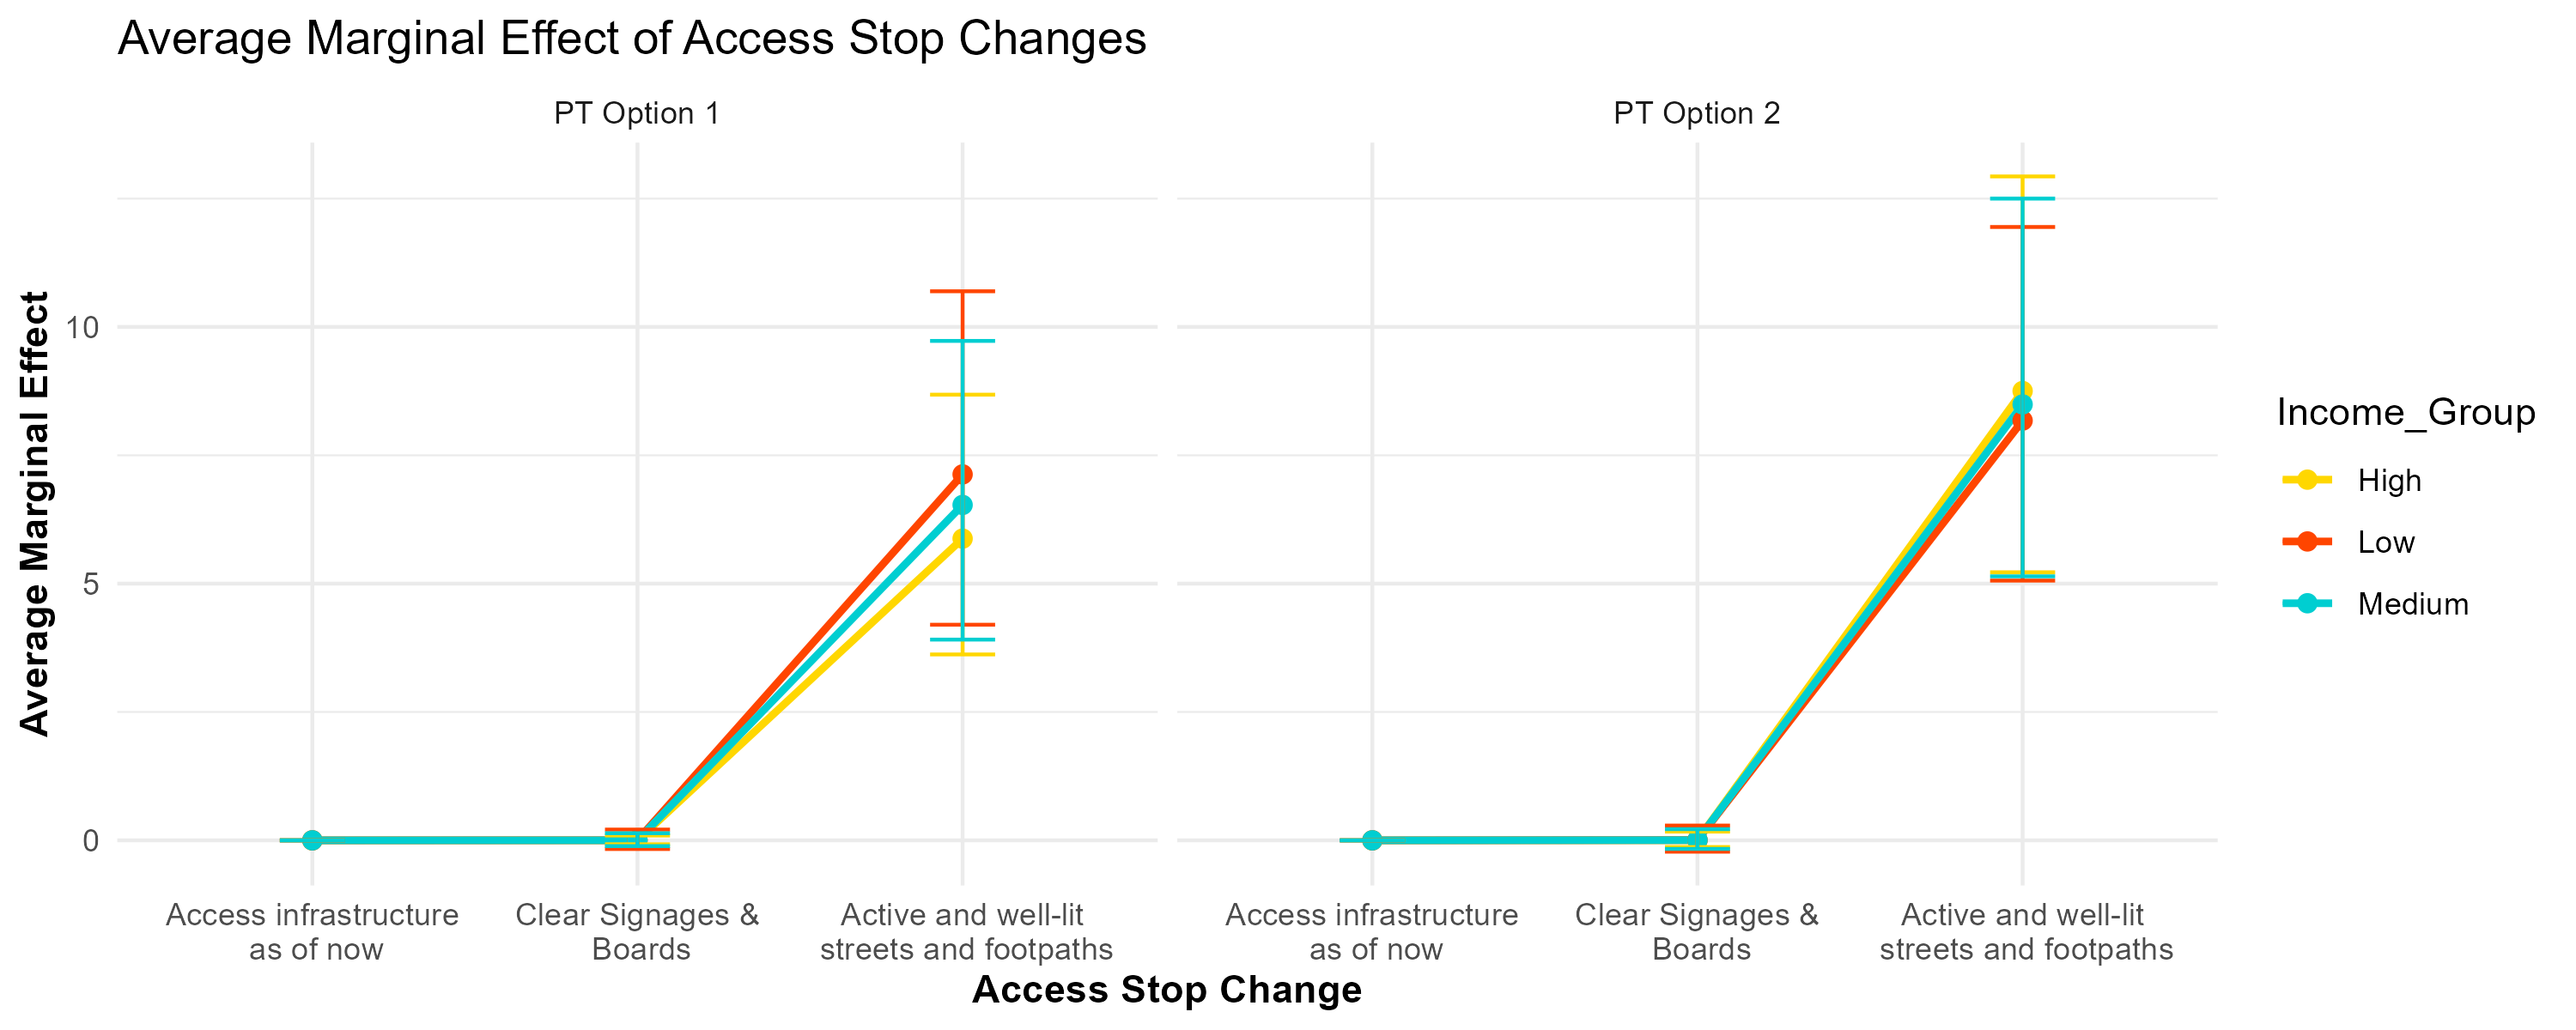 Average Marginal Effect of Access Stop Changes
PT Option 1
PT Option 2
Average Marginal Effect
10
5
0
Access infrastructure
as of now
Clear Signages &
Boards
Active and well-lit
streets and footpaths
Access infrastructure
as of now
Clear Signages &
Boards
Active and well-lit
streets and footpaths
Access Stop Change
Income_Group
High
Low
Medium